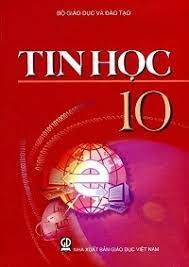 BỘ GIÁO DỤC VÀ ĐÀO TẠO
TIN HỌC
10
NHÀ XUẤT BẢN GIÁO DỤC VIỆT NAM